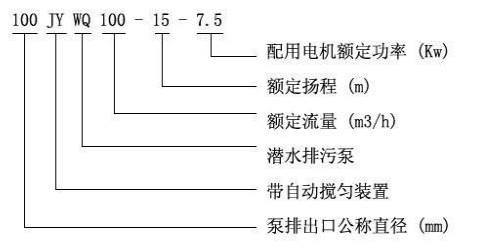 100 JY WQ 100 - 15 - 7.5
配用电机额定功率 (Kw)
额定扬程 (m)
额定流量 (m3/h)
潜水排污泵
带自动搅匀装置
泵排出口公称直径 (mm)